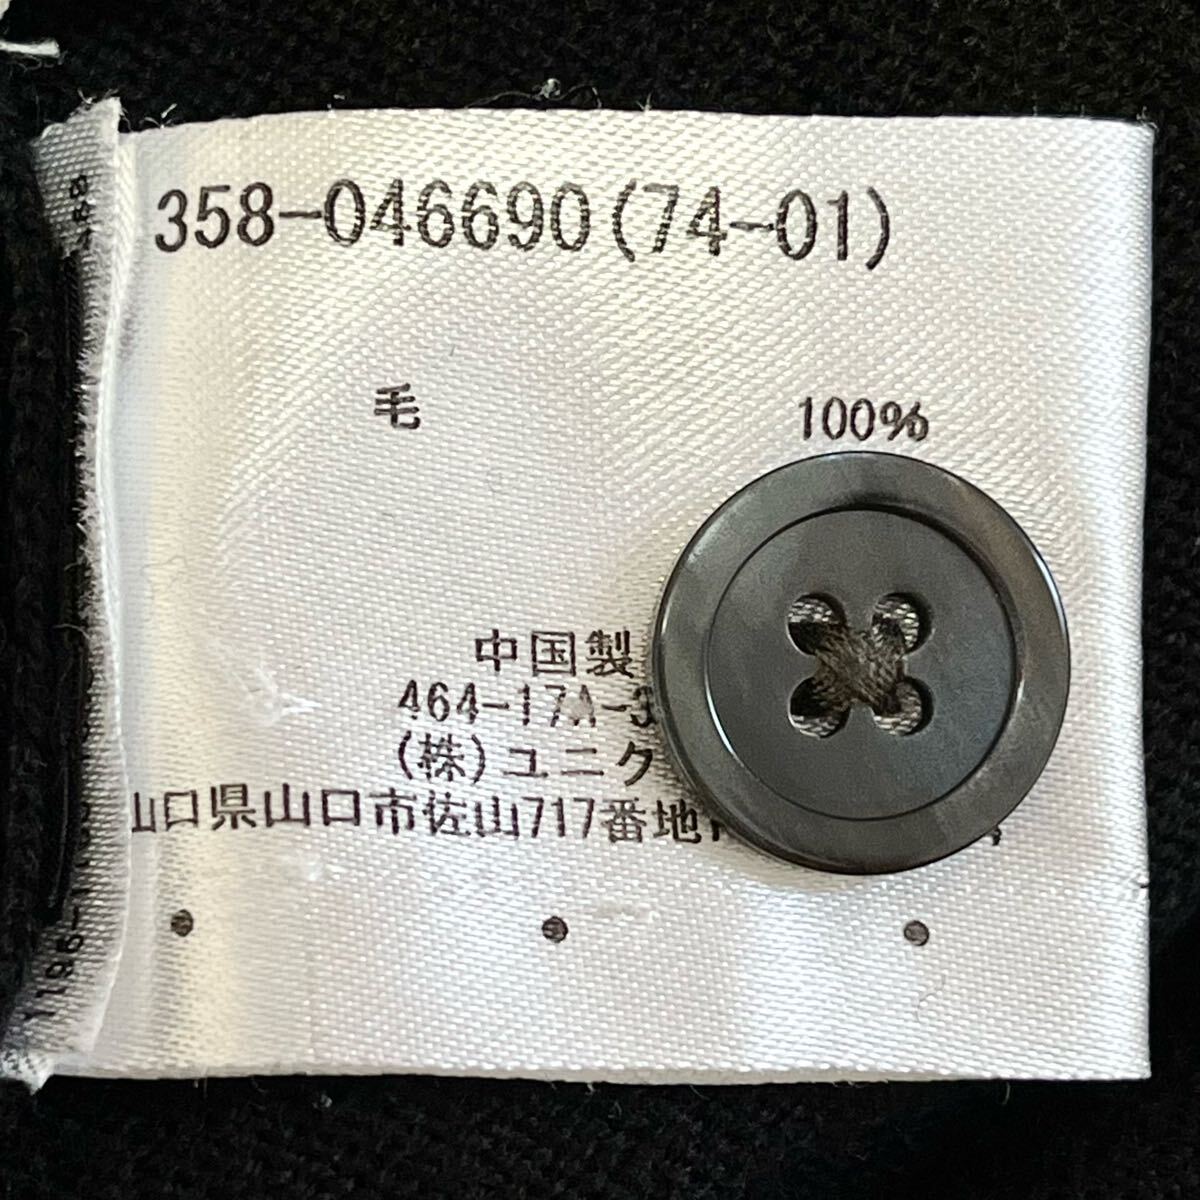 358-046690(74-01)
毛 100%
中国製
464-17A-3
(株)ユニク
山口県山口市佐山717番地1